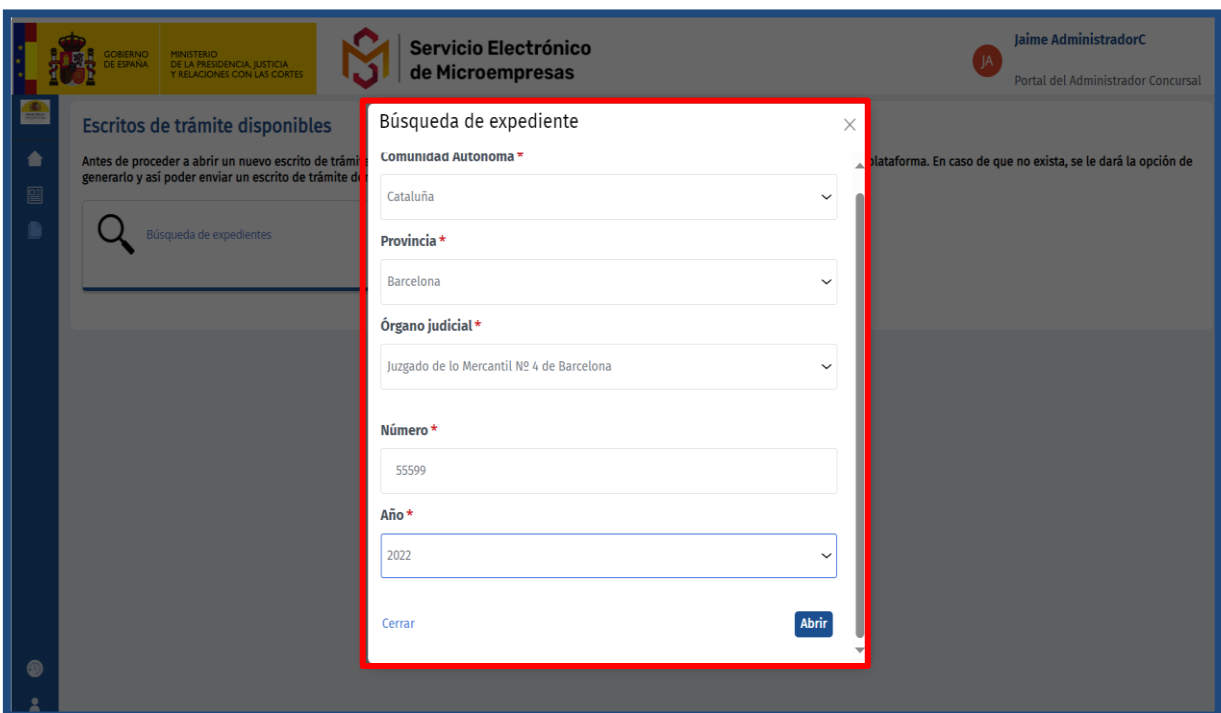 GOBIERNO
DE ESPAÑA
MINISTERIO
DE LA PRESIDENCIA, JUSTICIA
Y RELACIONES CON LAS CORTES
Servicio Electrónico
de Microempresas
JA
Jaime AdministradorC
Portal del Administrador Concursal
Escritos de trámite disponibles
Antes de proceder a abrir un nuevo escrito de
plataforma. En caso de que no exista, se le dará la opción de
generarlo y así poder enviar un escrito de trámite
Búsqueda de expedientes
Búsqueda de expediente
Comunidad Autónoma *
Cataluña
Provincia *
Barcelona
Órgano judicial *
Juzgado de lo Mercantil Nº 4 de Barcelona
Número *
55599
Año *
2022
Cerrar
Abrir